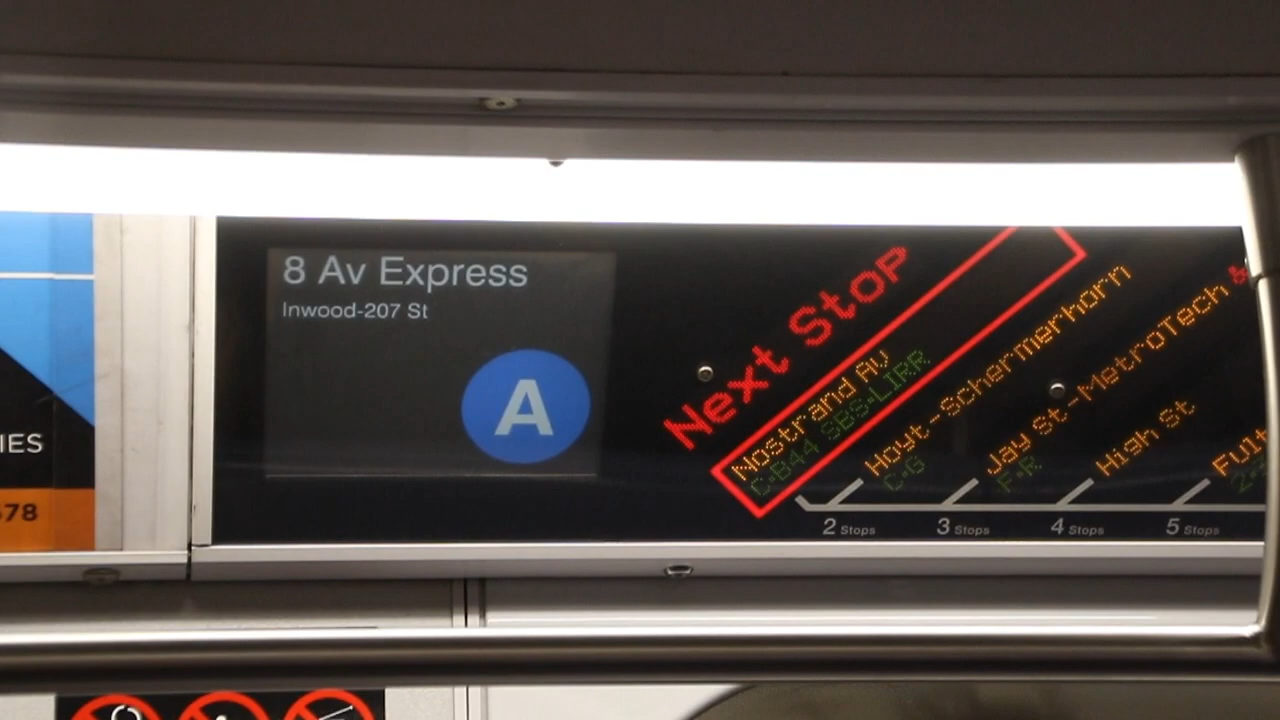 8 Av Express
Inwood-207 St
A
Next Stop
Nostrand Av
C•B44 SBS•LIRR
Hoyt-Schermerhorn
C•G
Jay St-MetroTech &
F•R
High St
2 Stops
3 Stops
4 Stops
5 Stops
IES
678